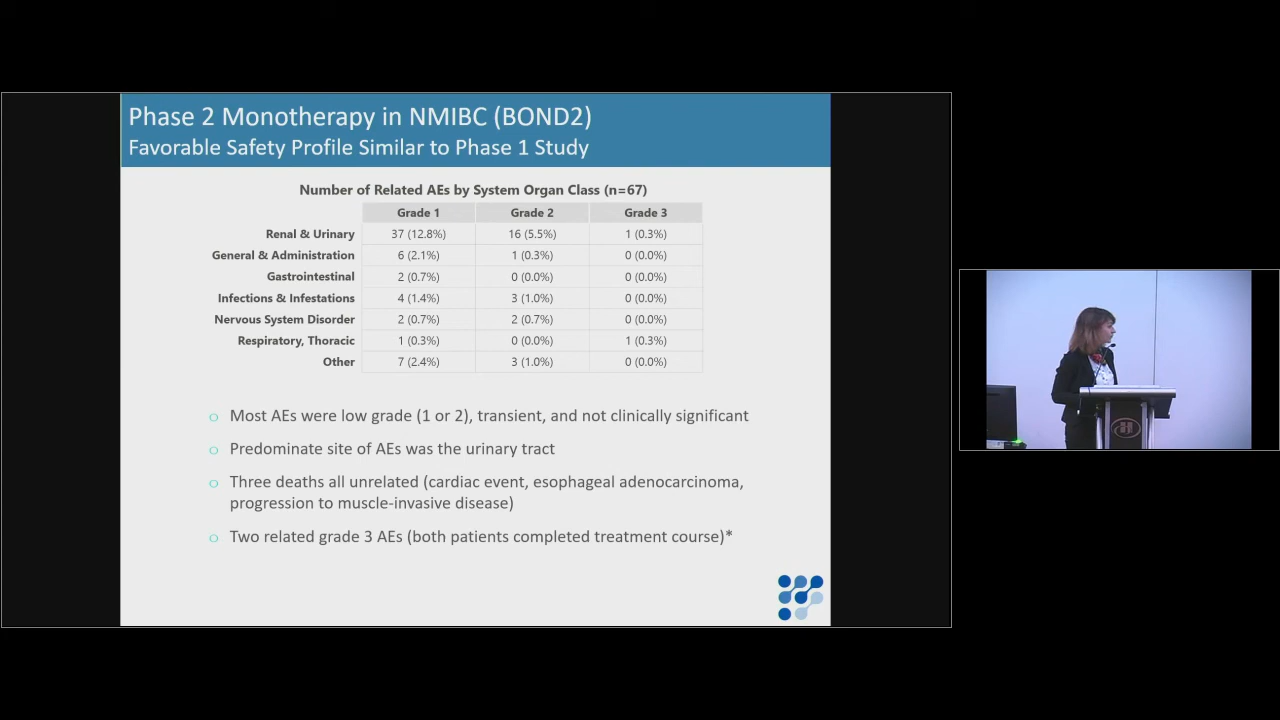 Phase 2 Monotherapy in NMIBC (BOND2)
Favorable Safety Profile Similar to Phase 1 Study
Number of Related AEs by System Organ Class (n=67)
Grade 1 Grade 2 Grade 3
Renal & Urinary 37 (12.8%) 16 (5.5%) 1 (0.3%)
General & Administration 6 (2.1%) 1 (0.3%) 0 (0.0%)
Gastrointestinal 2 (0.7%) 0 (0.0%) 0 (0.0%)
Infections & Infestations 4 (1.4%) 3 (1.0%) 0 (0.0%)
Nervous System Disorder 2 (0.7%) 2 (0.7%) 0 (0.0%)
Respiratory, Thoracic 1 (0.3%) 0 (0.0%) 1 (0.3%)
Other 7 (2.4%) 3 (1.0%) 0 (0.0%)
Most AEs were low grade (1 or 2), transient, and not clinically significant
Predominate site of AEs was the urinary tract
Three deaths all unrelated (cardiac event, esophageal adenocarcinoma,
progression to muscle-invasive disease)
Two related grade 3 AEs (both patients completed treatment course)*
H